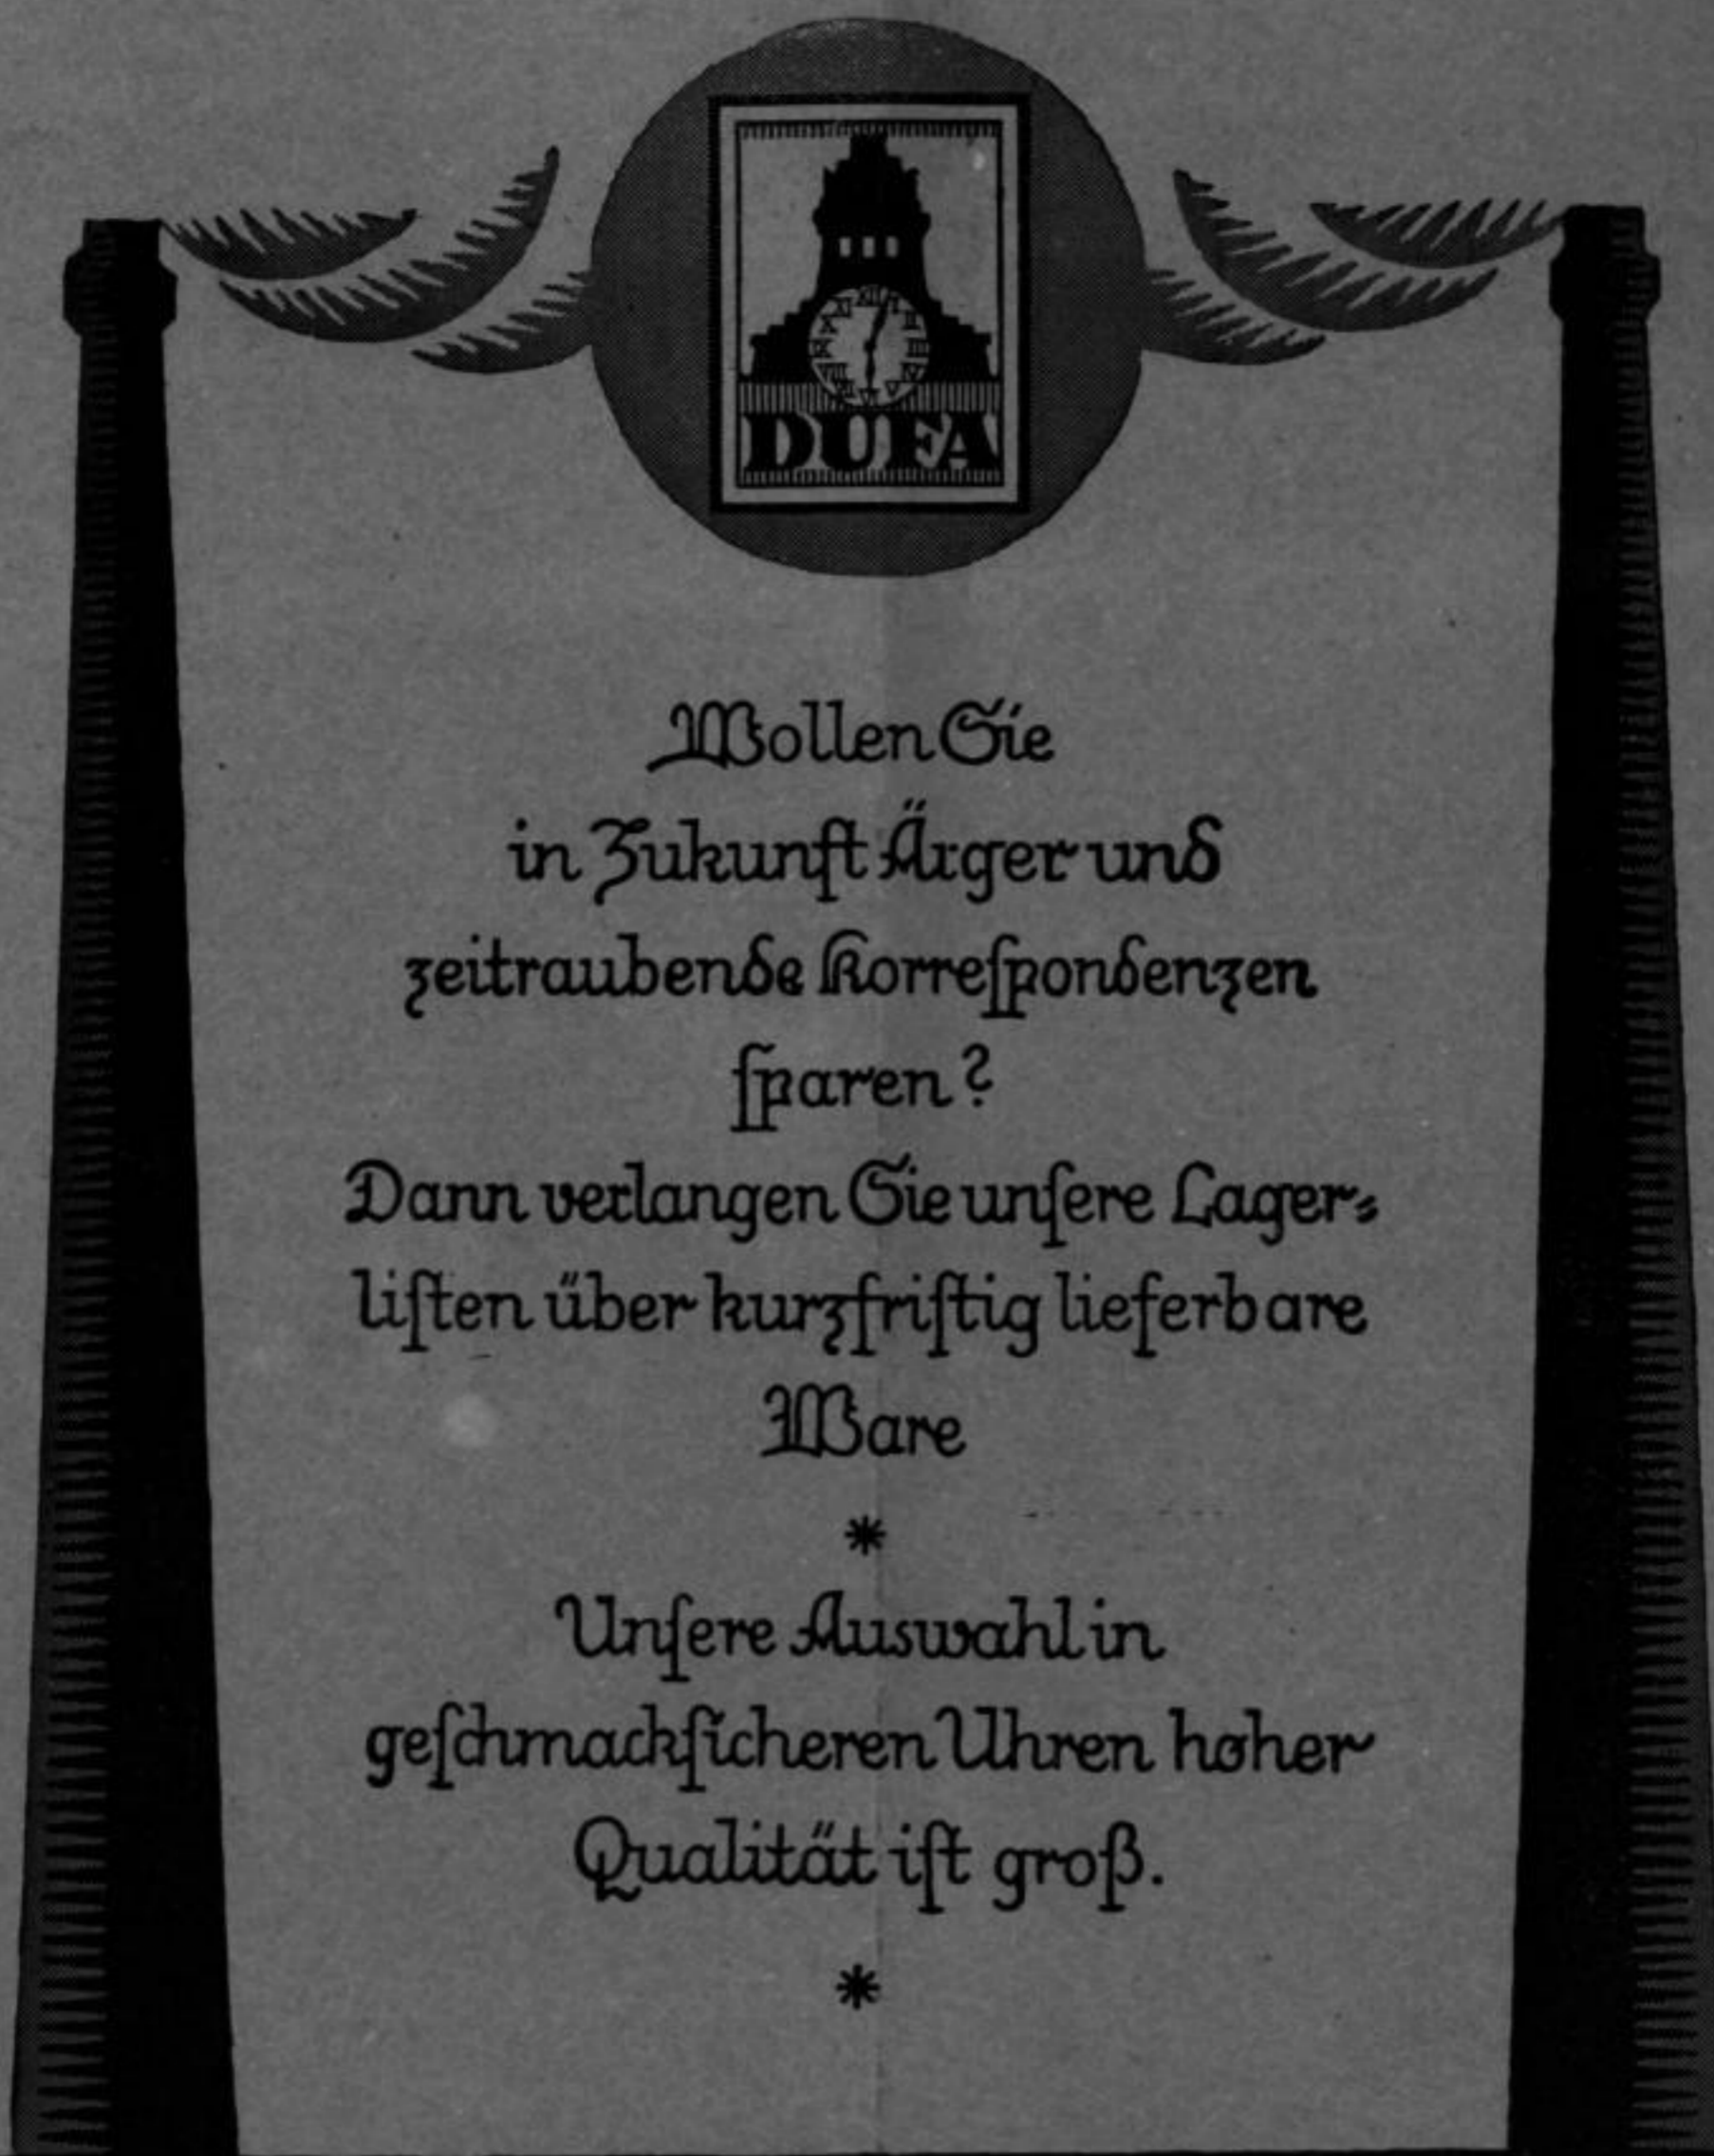 DUFA
Wollen Sie
in Zukunft Ärger und
zeitraubende Korreſpondenzen
ſparen?
Dann verlangen Sie unſere Lager⸗
liſten über kurzfriſtig lieferbare
Ware
*
Unſere Auswahl in
geſchmackſicheren Uhren hoher
Qualität iſt groß.
*